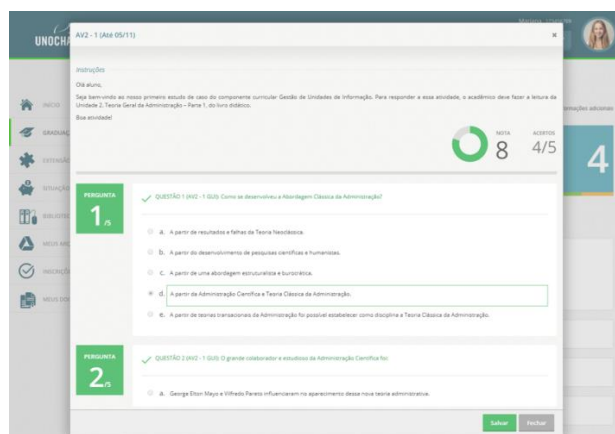 UNOCHA
AV2 - 1 (Até 05/11)
×
Instruções
Olá aluno,
Seja bem-vindo ao nosso primeiro estudo de caso do componente curricular Gestão de Unidades de Informação. Para responder a essa atividade, o acadêmico deve fazer a leitura da
Unidade 2, Teoria Geral da Administração – Parte 1, do livro didático.
Boa atividade!
NOTA
8
ACERTOS
4/5
4
INÍCIO
GRADUAÇ
EXTENSÃO
SITUAÇÃO
BIBLIOTEC
MEUS ARQ
INSCRIÇÕ
MEUS DO
PERGUNTA
1/5
QUESTÃO 1 (AV2 - 1 GUI): Como se desenvolveu a Abordagem Clássica da Administração?
a. A partir de resultados e falhas da Teoria Neoclássica.
b. A partir do desenvolvimento de pesquisas científicas e humanistas.
c. A partir de uma abordagem estruturalista e burocrática.
d. A partir da Administração Científica e Teoria Clássica da Administração.
e. A partir de teorias transacionais da Administração foi possível estabelecer como disciplina a Teoria Clássica da Administração.
PERGUNTA
2/5
QUESTÃO 2 (AV2 - 1 GUI): O grande colaborador e estudioso da Administração Científica foi:
a. George Elton Mayo e Vilfredo Pareto influenciaram no aparecimento dessa nova teoria administrativa.
Salvar
Fechar